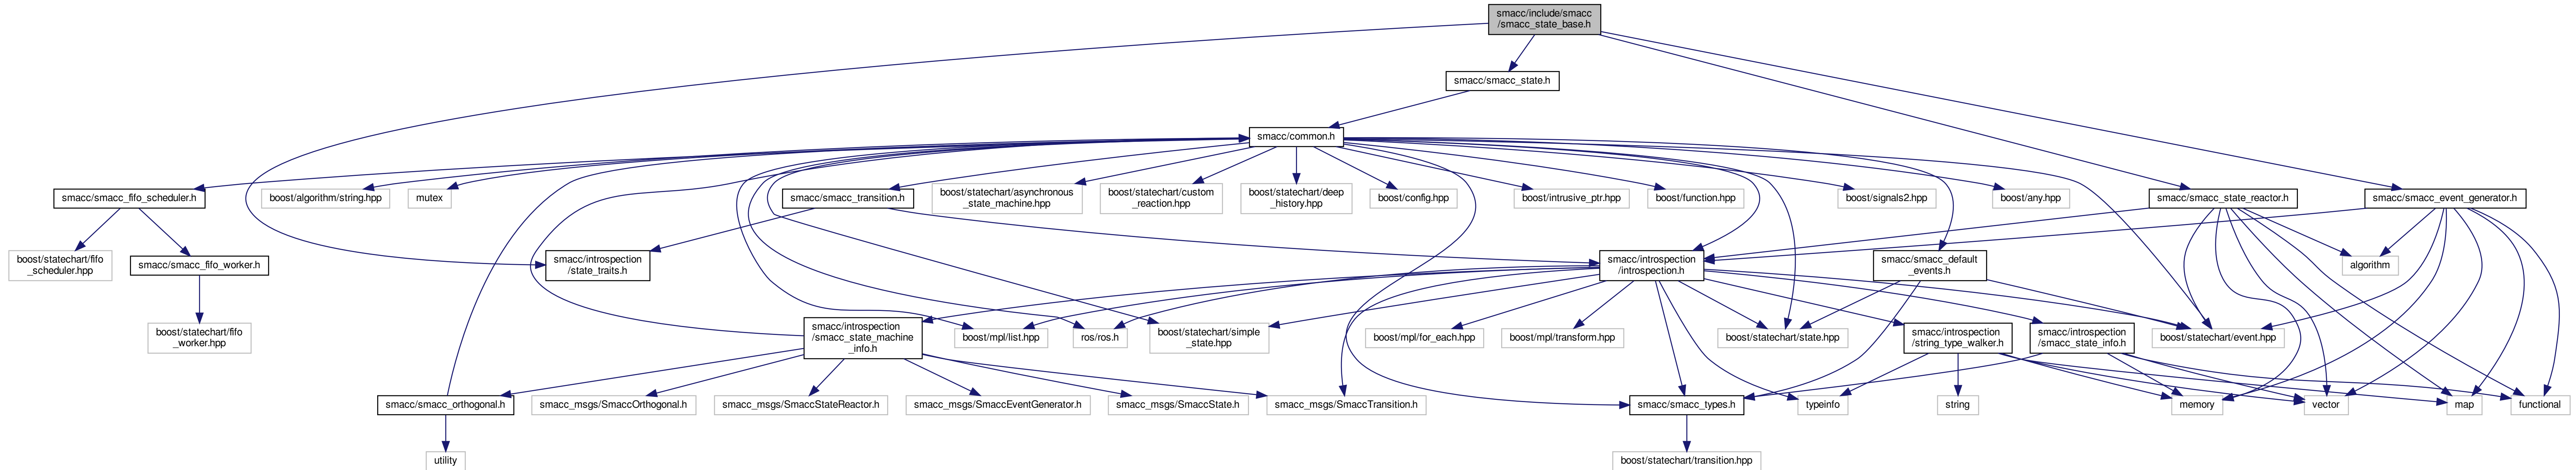 smacc/include/smacc
/smacc_state_base.h
smacc/smacc_state.h
smacc/common.h
smacc/smacc_fifo_scheduler.h
boost/algorithm/string.hpp
mutex
smacc/smacc_transition.h
boost/statechart/asynchronous
_state_machine.hpp
boost/statechart/custom
_reaction.hpp
boost/statechart/deep
_history.hpp
boost/config.hpp
boost/intrusive_ptr.hpp
boost/function.hpp
boost/signals2.hpp
boost/any.hpp
smacc/smacc_state_reactor.h
smacc/smacc_event_generator.h
boost/statechart/fifo
_scheduler.hpp
smacc/smacc_fifo_worker.h
smacc/introspection
/state_traits.h
smacc/introspection
/introspection.h
smacc/smacc_default
_events.h
algorithm
boost/statechart/fifo
_worker.hpp
smacc/introspection
/smacc_state_machine
_info.h
boost/mpl/list.hpp
ros/ros.h
boost/statechart/simple
_state.hpp
boost/mpl/for_each.hpp
boost/mpl/transform.hpp
boost/statechart/state.hpp
smacc/introspection
/string_type_walker.h
smacc/introspection
/smacc_state_info.h
boost/statechart/event.hpp
smacc/smacc_orthogonal.h
smacc_msgs/SmaccOrthogonal.h
smacc_msgs/SmaccStateReactor.h
smacc_msgs/SmaccEventGenerator.h
smacc_msgs/SmaccState.h
smacc_msgs/SmaccTransition.h
smacc/smacc_types.h
typeinfo
string
memory
vector
map
functional
utility
boost/statechart/transition.hpp